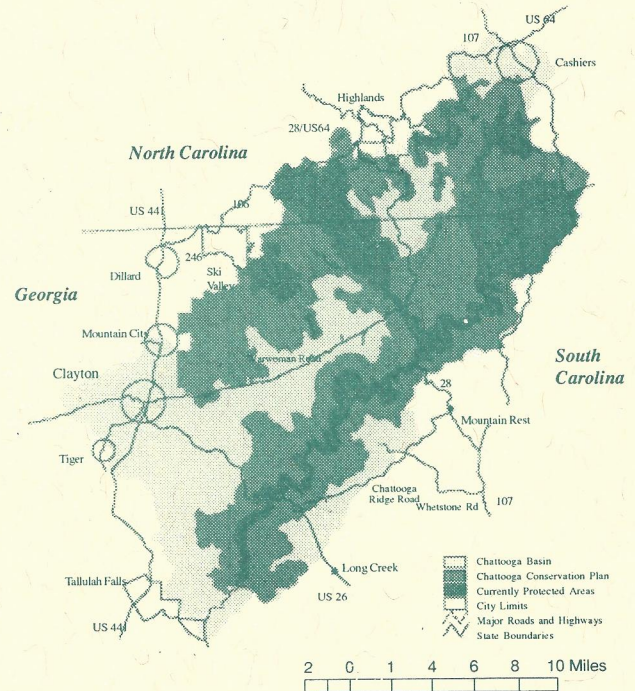 US 64
107
Cashiers
Highlands
28/US64
North Carolina
US 441
106
246
Dillard
Ski
Valley
Georgia
Mountain City
Warwoman Road
South
Carolina
Clayton
28
Mountain Rest
Tiger
Chattooga
Ridge Road
Whetstone Rd
107
Long Creek
Tallulah Falls
US 26
US 441
Chattooga Basin
Chattooga Conservation Plan
Currently Protected Areas
City Limits
Major Roads and Highways
State Boundaries
2 0 1 4 6 8 10 Miles